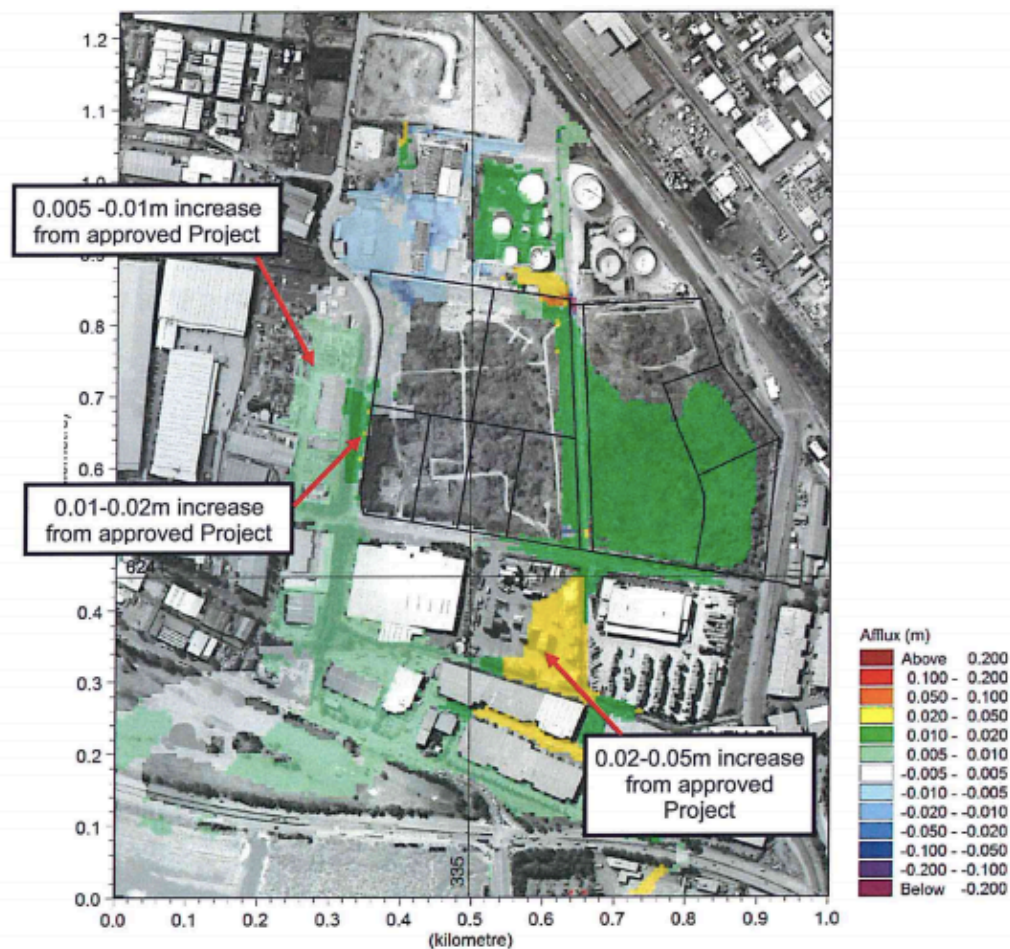 1.2
1.1
1.0
0.005 -0.01m increase
from approved Project
0.8
0.7
0.6
0.01-0.02m increase
from approved Project
624
0.4
0.3
0.2
0.1
0.0
0.02-0.05m increase
from approved
Project
335
0.0 0.1 0.2 0.3 0.4 0.5 0.6 0.7 0.8 0.9 1.0
(kilometre)
Afflux (m)
Above 0.200
0.100 - 0.200
0.050 - 0.100
0.020 - 0.050
0.010 - 0.020
0.005 - 0.010
-0.005 - 0.005
-0.010 - -0.005
-0.020 - -0.010
-0.050 - -0.020
-0.100 - -0.050
-0.200 - -0.100
Below -0.200